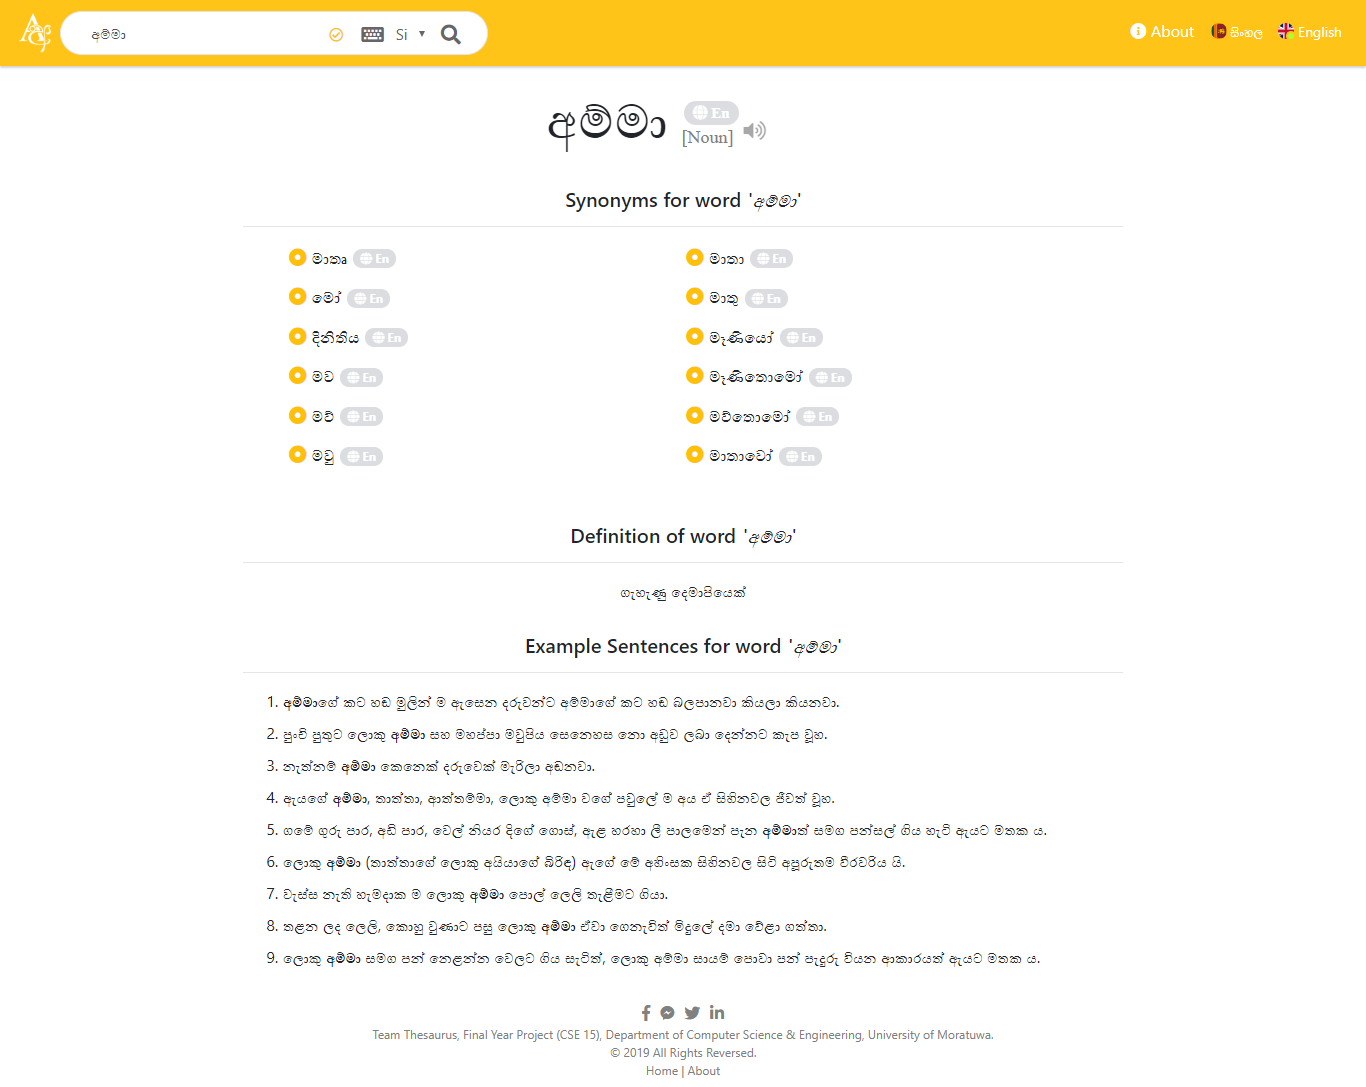 අම්මා Si About සිංහල English
En
අම්මා [Noun]
Synonyms for word 'අම්මා'
මාතෘ En මාතා En
මෝ En මාතු En
දිනිතිය En මෑණියෝ En
මව En මෑණිතොමෝ En
මව් En මව්තොමෝ En
මවු En මාතාවෝ En
Definition of word 'අම්මා'
ගැහැණු දෙමාපියෙක්
Example Sentences for word 'අම්මා'
1. අම්මාගේ කට හඬ මුලින් ම ඇසෙන දරුවන්ට අම්මාගේ කට හඬ බලපානවා කියලා කියනවා.
2. පුංචි පුතුට ලොකු අම්මා සහ මහප්පා මවුපිය සෙනෙහස නො අඩුව ලබා දෙන්නට කැප වූහ.
3. නැත්නම් අම්මා කෙනෙක් දරුවෙක් මැරිලා අඬනවා.
4. ඇයගේ අම්මා, තාත්තා, ආත්තම්මා, ලොකු අම්මා වගේ පවුලේ ම අය ඒ සිහිනවල ජීවත් වූහ.
5. ගමේ ගුරු පාර, අඩි පාර, වෙල් නියර දිගේ ගොස්, ඇළ හරහා ලී පාලමෙන් පැන අම්මාත් සමග පන්සල් ගිය හැටි ඇයට මතක ය.
6. ලොකු අම්මා (තාත්තාගේ ලොකු අයියාගේ බිරිඳ) ඇගේ මේ අහිංසක සිහිනවල සිටි අපූරුතම චීරවරිය යි.
7. වැස්ස නැති හැමදාක ම ලොකු අම්මා පොල් ලෙලි තැළීමට ගියා.
8. තළන ලද ලෙලි, කොහු වුණාට පසු ලොකු අම්මා ඒවා ගෙනැවිත් මිදුලේ දමා වේළා ගත්තා.
9. ලොකු අම්මා සමග පන් නෙළන්න වෙලට ගිය සැටිත්, ලොකු අම්මා සායම් පොවා පන් පැදුරු වියන ආකාරයත් ඇයට මතක ය.
Team Thesaurus, Final Year Project (CSE 15), Department of Computer Science & Engineering, University of Moratuwa.
© 2019 All Rights Reversed.
Home | About